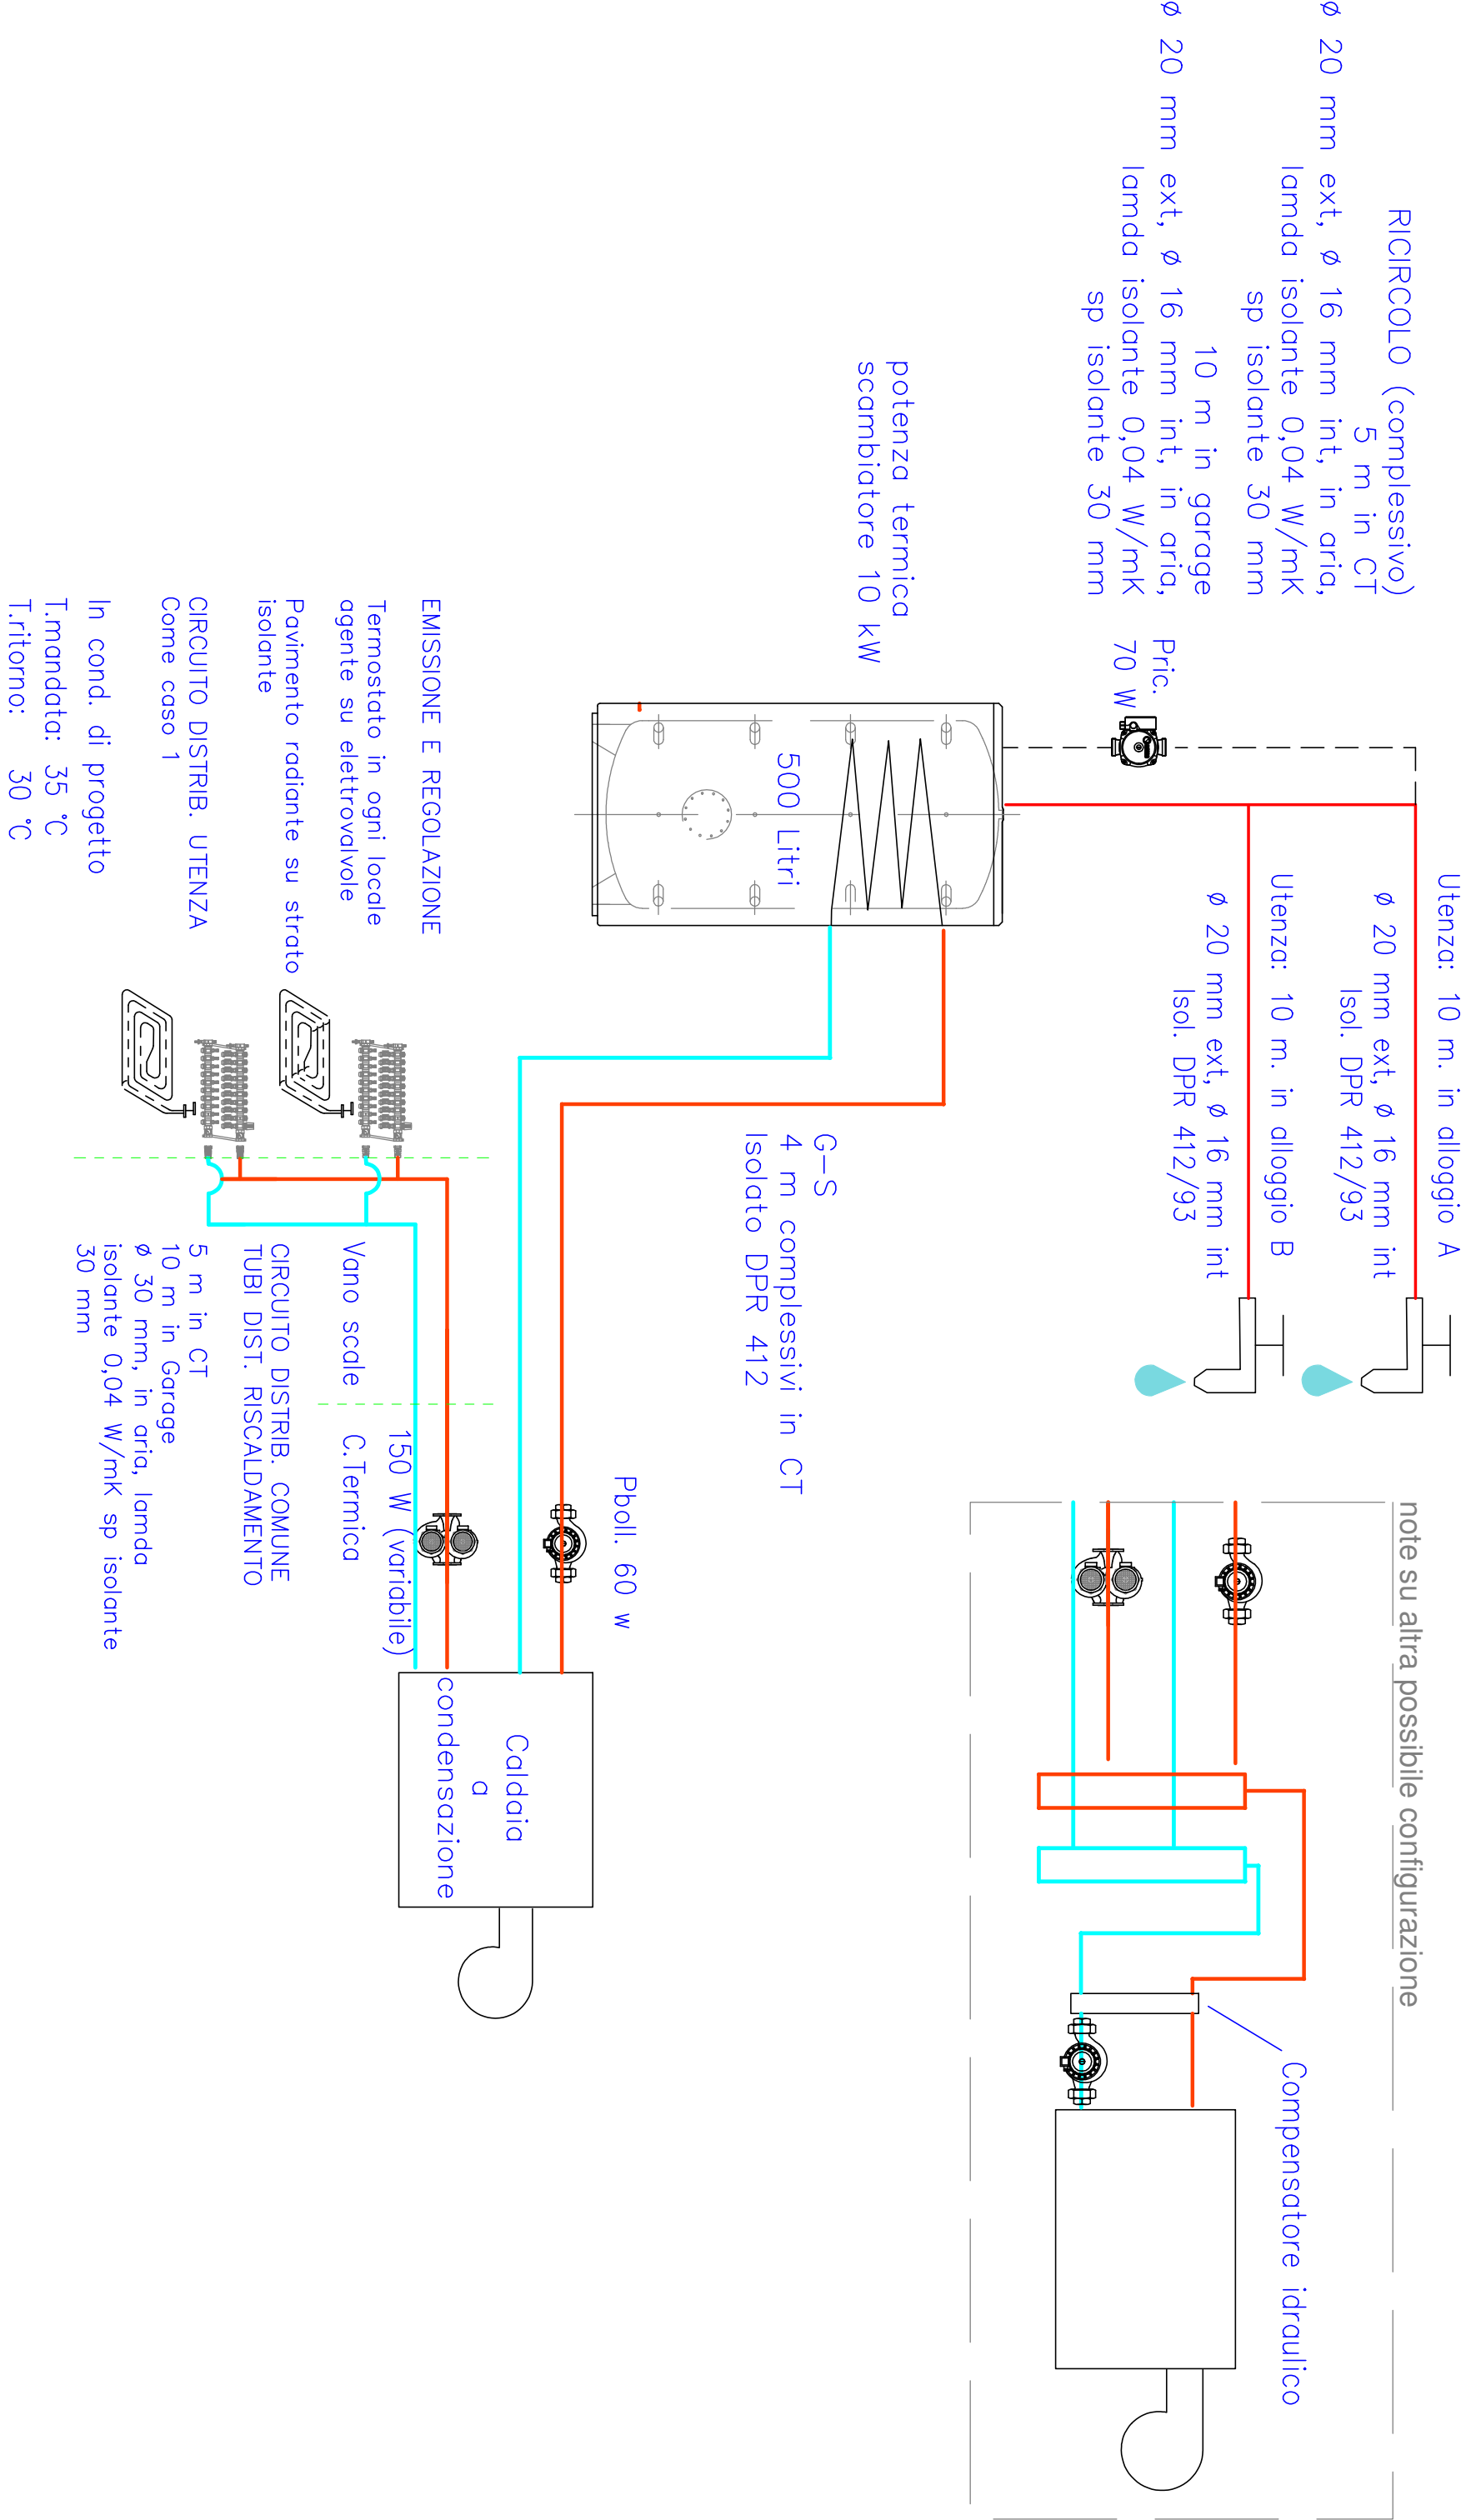 RICIRCOLO (complessivo)
5 m in CT
ø 20 mm ext, ø 16 mm int, in aria,
lamda isolante 0,04 W/mK
sp isolante 30 mm
10 m in garage
ø 20 mm ext, ø 16 mm int, in aria,
lamda isolante 0,04 W/mK
sp isolante 30 mm
Pric.
70 W
Utenza: 10 m. in alloggio A
ø 20 mm ext, ø 16 mm int
Isol. DPR 412/93
Utenza: 10 m. in alloggio B
ø 20 mm ext, ø 16 mm int
Isol. DPR 412/93
potenza termica
scambiatore 10 kW
500 Litri
G-S
4 m complessivi in CT
Isolato DPR 412
Pboll. 60 w
EMISSIONE E REGOLAZIONE
Termostato in ogni locale
agente su elettrovalvole
Pavimento radiante su strato
isolante
CIRCUITO DISTRIB. UTENZA
Come caso 1
In cond. di progetto
T.mandata: 35 °C
T.ritorno: 30 °C
150 W (variabile)
Vano scale
C.Termica
CIRCUITO DISTRIB. COMUNE
TUBI DIST. RISCALDAMENTO
5 m in CT
10 m in Garage
ø 30 mm, in aria, lamda
isolante 0,04 W/mK sp isolante
30 mm
Caldaia
a
condensazione
note su altra possibile configurazione
Compensatore idraulico